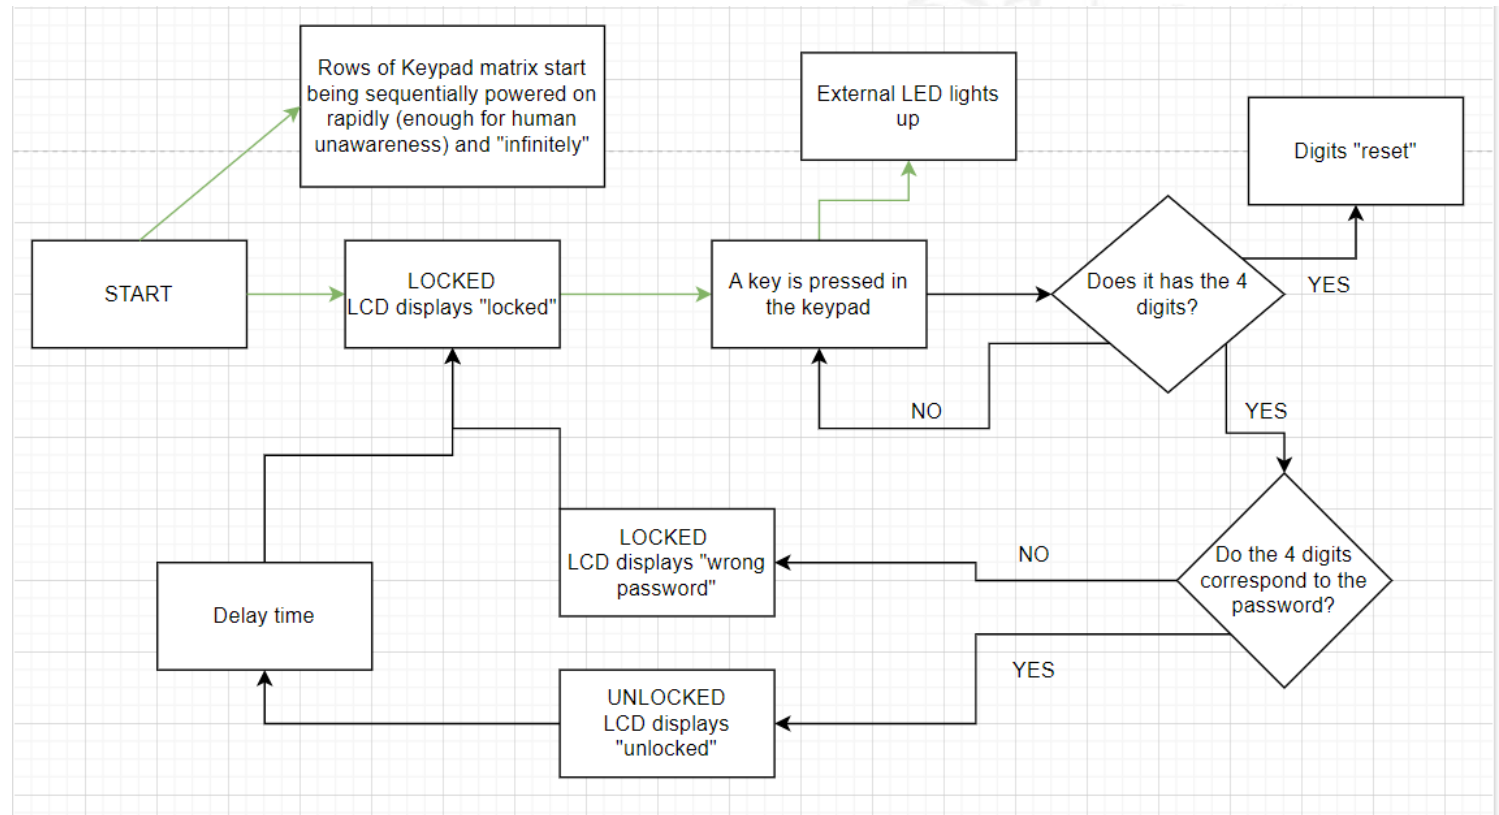 Rows of Keypad matrix start
being sequentially powered on
rapidly (enough for human
unawareness) and "infinitely"
External LED lights
up
Digits "reset"
START
LOCKED
LCD displays "locked"
A key is pressed in
the keypad
Does it has the 4
digits?
YES
NO
YES
LOCKED
LCD displays "wrong
password"
NO
Do the 4 digits
correspond to the
password?
Delay time
YES
UNLOCKED
LCD displays
"unlocked"